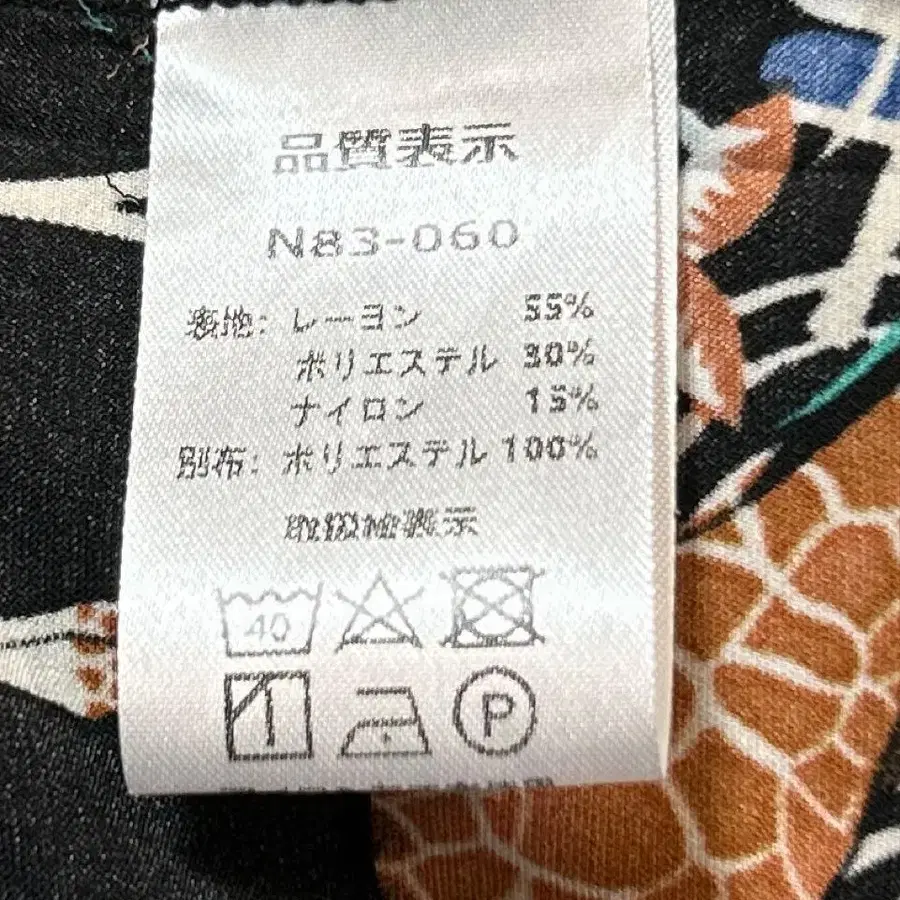 品質表示
N83-060
表地: レーヨン 55%
ポリエステル 30%
ナイロン 15%
別布: ポリエステル 100%
取扱絵表示
40
P